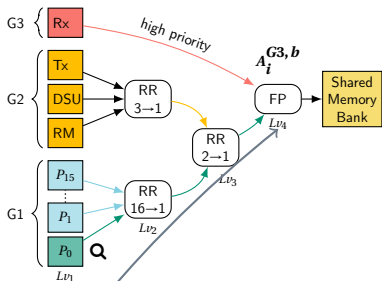 G3
Rx
high priority
A_i^{G3,b}
G2
Tx
DSU
RM
RR
3→1
FP
Lv₄
Shared
Memory
Bank
RR
2→1
Lv₃
G1
P₁₅
P₁
P₀
RR
16→1
Lv₂
Lv₁